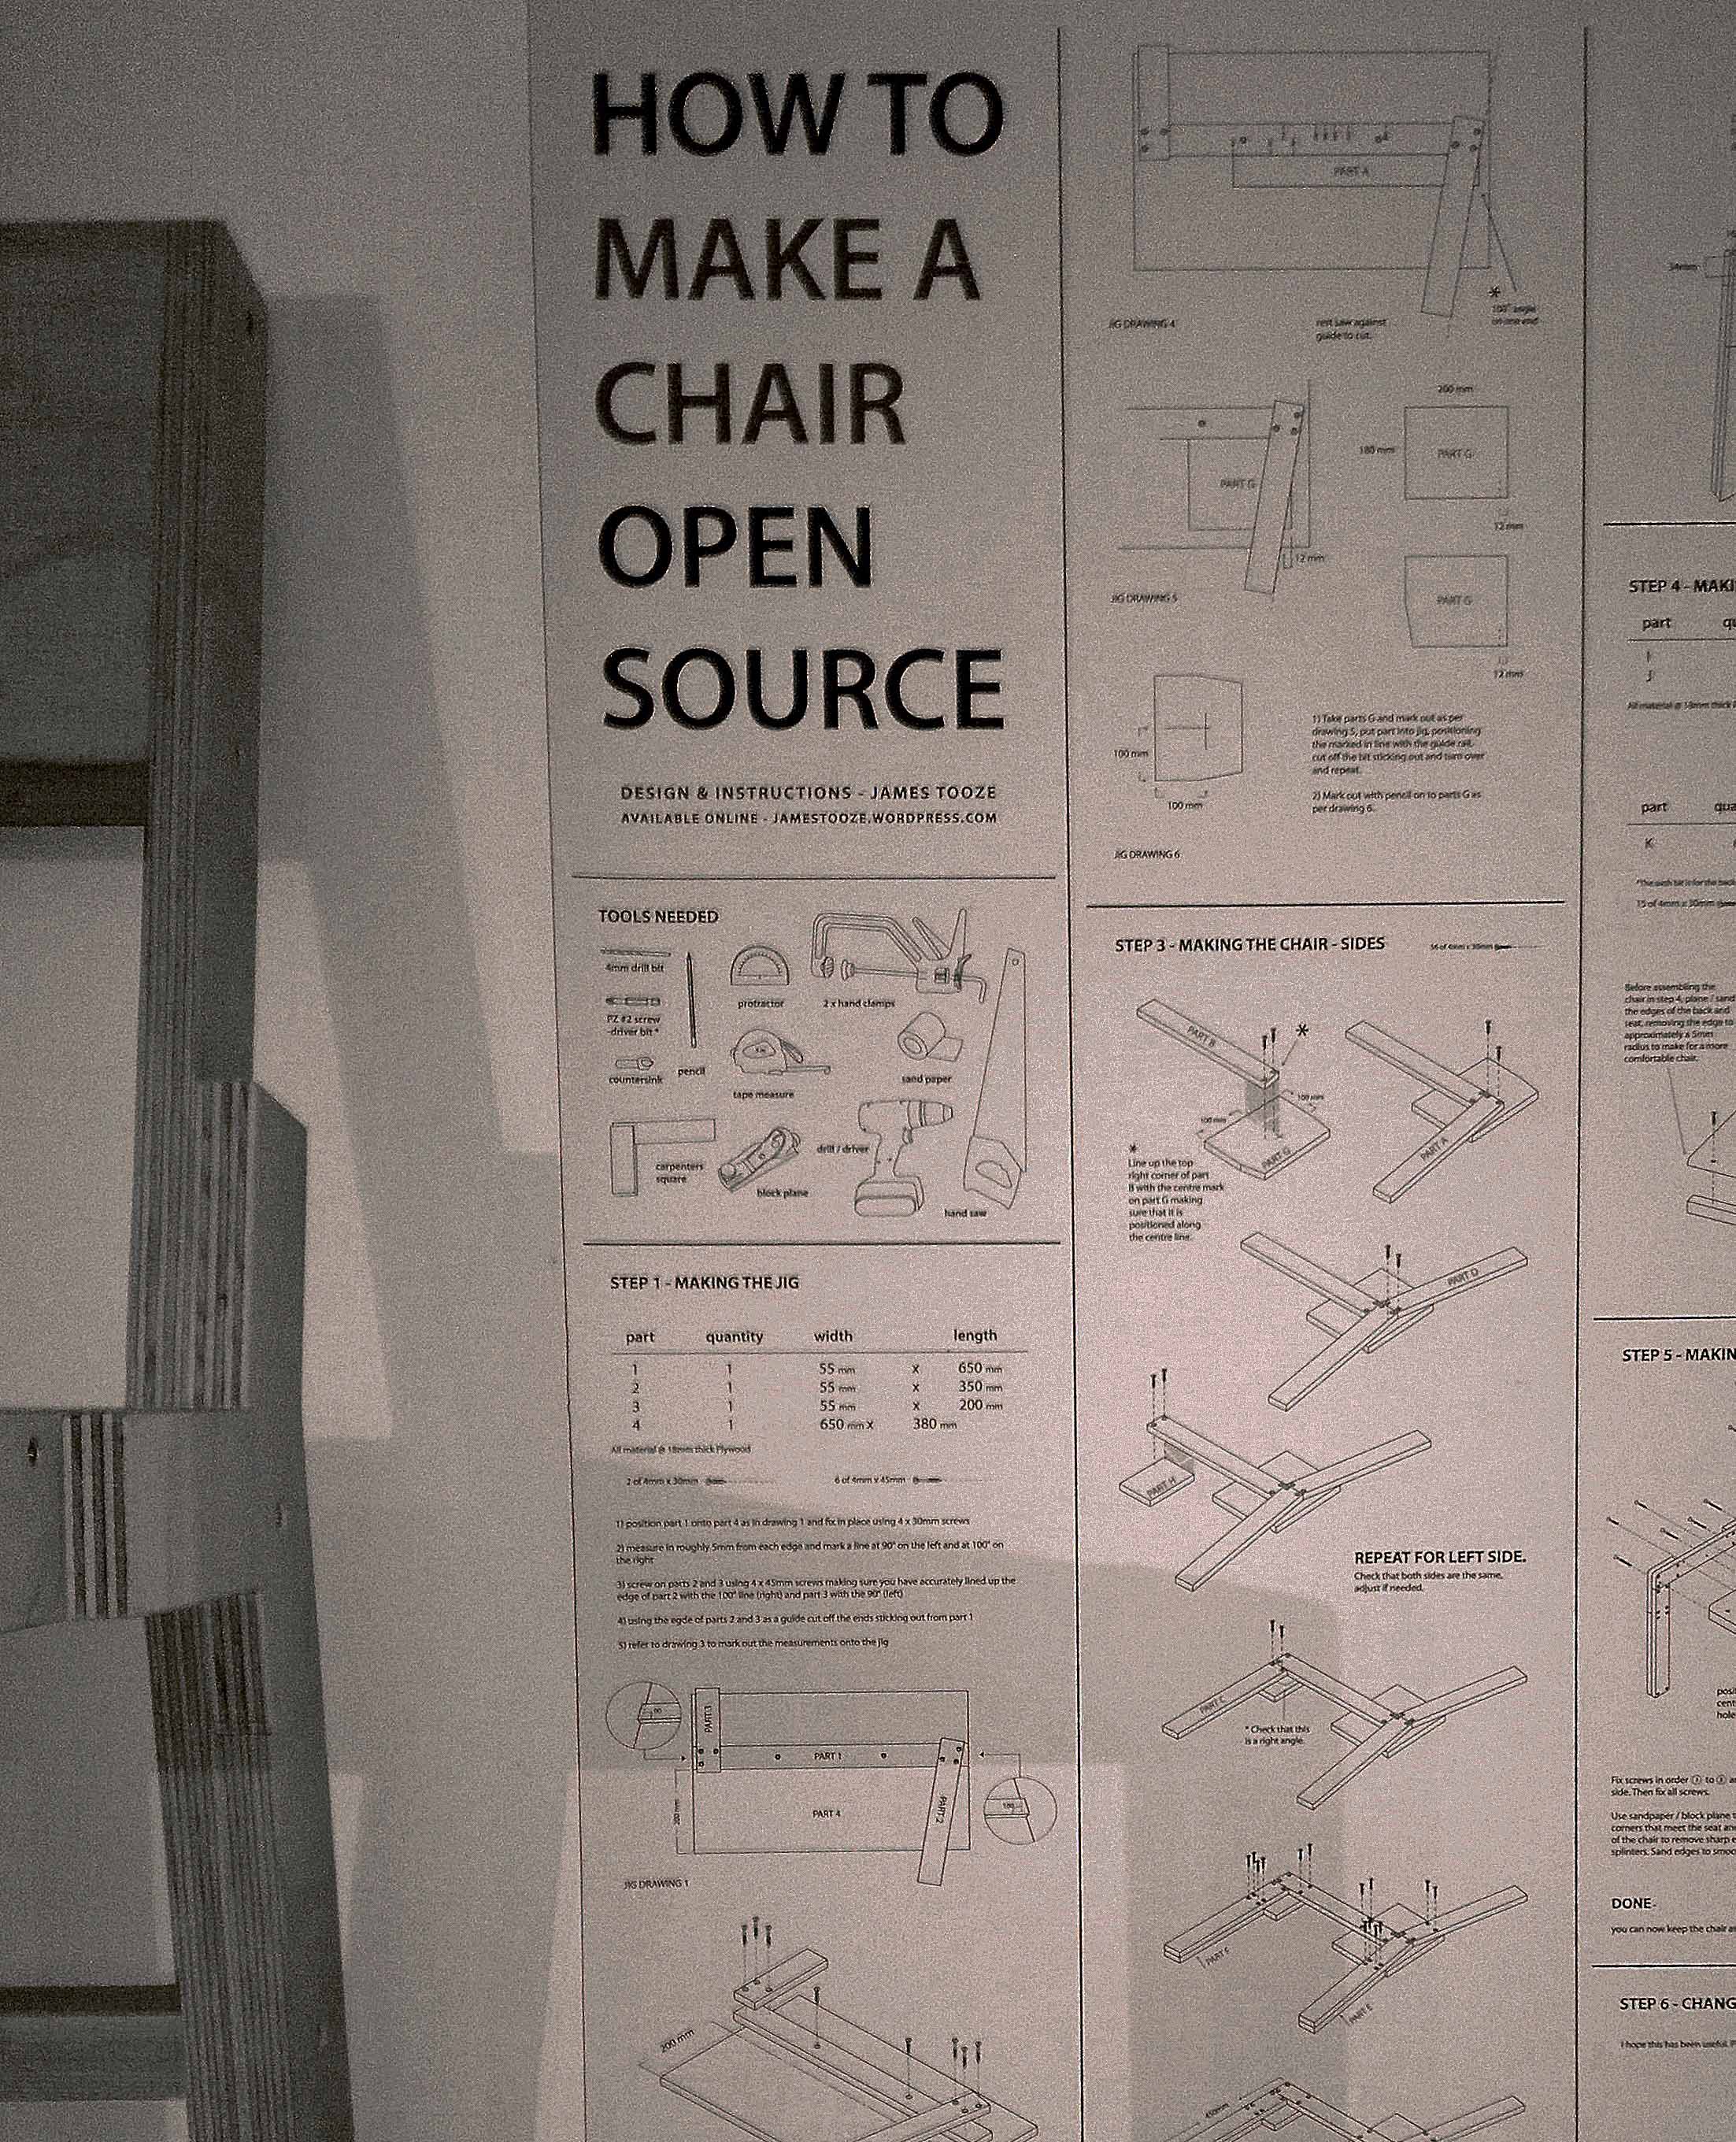 HOW TO
MAKE A
CHAIR
OPEN
SOURCE
DESIGN & INSTRUCTIONS - JAMES TOOZE
AVAILABLE ONLINE - JAMESTOOZE.WORDPRESS.COM
TOOLS NEEDED
4mm drill bit
PZ #2 screw
-driver bit *
countersink
pencil
protractor
2 x hand clamps
tape measure
sand paper
carpenters
square
block plane
drill / driver
hand saw
STEP 1 - MAKING THE JIG
part quantity width length
1 1 55 mm x 650 mm
2 1 55 mm x 350 mm
3 1 55 mm x 200 mm
4 1 650 mm x 380 mm
All material @ 18mm thick Plywood
2 of 4mm x 30mm
6 of 4mm x 45mm
1) position part 1 onto part 4 as in drawing 1 and fix in place using 4 x 30mm screws
2) measure in roughly 5mm from each edge and mark a line at 90° on the left and at 100° on
the right
3) screw on parts 2 and 3 using 4 x 45mm screws making sure you have accurately lined up the
edge of part 2 with the 100° line (right) and part 3 with the 90° (left)
4) using the egde of parts 2 and 3 as a guide cut off the ends sticking out from part 1
5) refer to drawing 3 to mark out the measurements onto the jig
90
PART 3
PART 1
PART 4
PART 2
100
200 mm
JIG DRAWING 1
200 mm
PART A
JIG DRAWING 4
rest saw against
guide to cut.
*
100° angle
on one end
200 mm
180 mm
PART G
PART G
12 mm
12 mm
JIG DRAWING 5
PART G
12 mm
100 mm
100 mm
1) Take parts G and mark out as per
drawing 5, put part into jig, positioning
the marked in line with the guide rail,
cut off the bit sticking out and turn over
and repeat.
2) Mark out with pencil on to parts G as
per drawing 6.
JIG DRAWING 6
STEP 3 - MAKING THE CHAIR - SIDES
PART B
*
100 mm
100 mm
PART G
PART A
*
Line up the top
right corner of part
B with the centre mark
on part G making
sure that it is
positioned along
the centre line.
PART D
PART H
REPEAT FOR LEFT SIDE.
Check that both sides are the same,
adjust if needed.
PART C
* Check that this
is a right angle.
PART F
PART E
450mm
STEP 4 - MAKI
part qu
I
J
All material @ 18mm thick P
part qua
K
15 of 4mm x 30mm
Before assembling the
chair in step 4, plane / sand
the edges of the back and
seat, removing the edge to
approximately a 5mm
radius to make for a more
comfortable chair.
STEP 5 - MAKIN
posi
cent
hole
Fix screws in order 1 to 3 a
side. Then fix all screws.
Use sandpaper / block plane t
corners that meet the seat an
of the chair to remove sharp e
splinters. Sand edges to smoo
DONE-
you can now keep the chair a
STEP 6 - CHANG
I hope this has been useful.